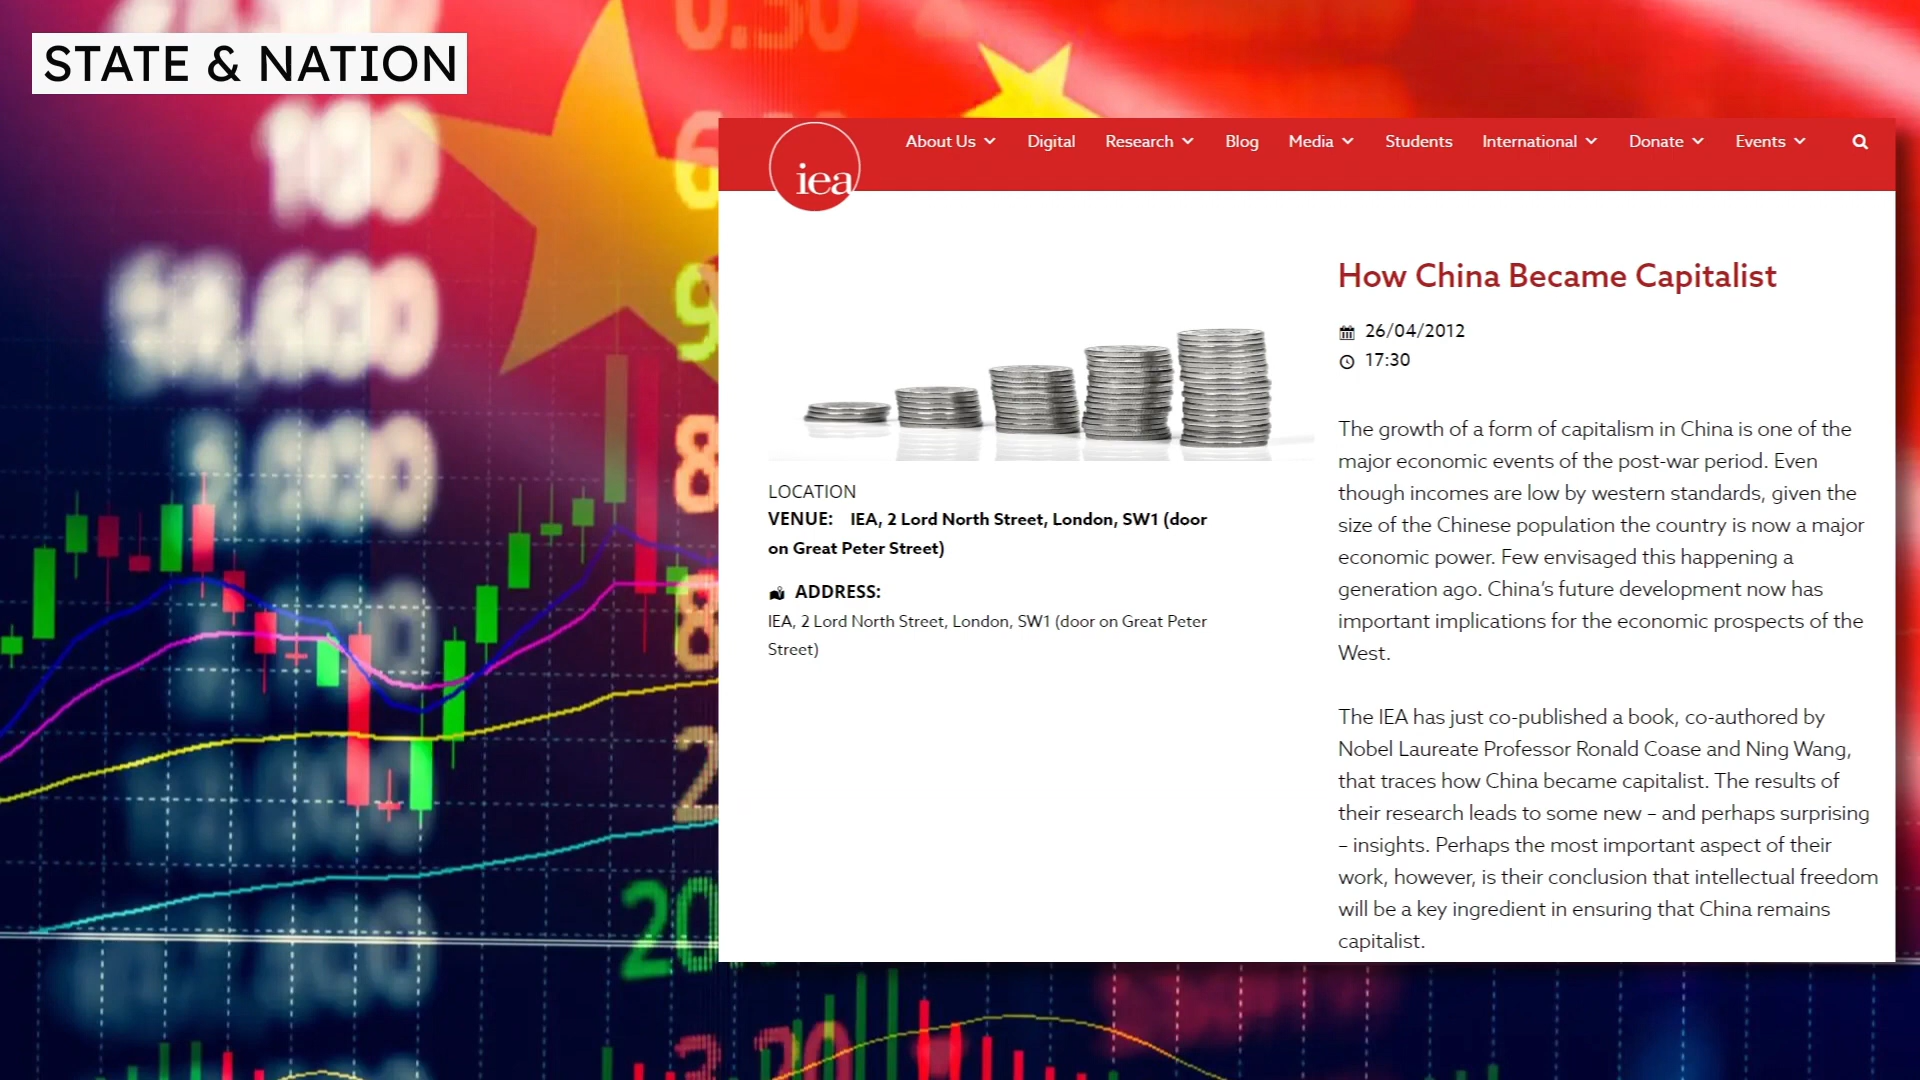 STATE & NATION
iea
About Us Digital Research Blog Media Students International Donate Events
How China Became Capitalist
26/04/2012
17:30
LOCATION
VENUE: IEA, 2 Lord North Street, London, SW1 (door
on Great Peter Street)
ADDRESS:
IEA, 2 Lord North Street, London, SW1 (door on Great Peter
Street)
The growth of a form of capitalism in China is one of the
major economic events of the post-war period. Even
though incomes are low by western standards, given the
size of the Chinese population the country is now a major
economic power. Few envisaged this happening a
generation ago. China’s future development now has
important implications for the economic prospects of the
West.
The IEA has just co-published a book, co-authored by
Nobel Laureate Professor Ronald Coase and Ning Wang,
that traces how China became capitalist. The results of
their research leads to some new – and perhaps surprising
– insights. Perhaps the most important aspect of their
work, however, is their conclusion that intellectual freedom
will be a key ingredient in ensuring that China remains
capitalist.